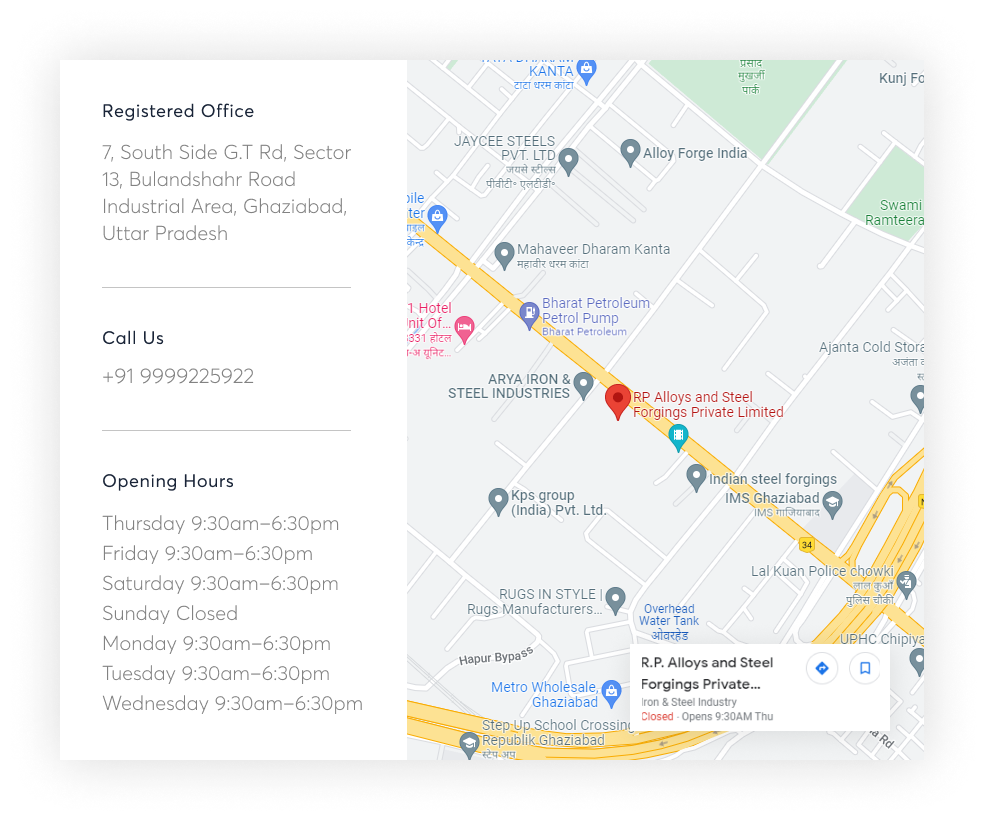 Registered Office
7, South Side G.T Rd, Sector
13, Bulandshahr Road
Industrial Area, Ghaziabad,
Uttar Pradesh
Call Us
+91 9999225922
Opening Hours
Thursday 9:30am–6:30pm
Friday 9:30am–6:30pm
Saturday 9:30am–6:30pm
Sunday Closed
Monday 9:30am–6:30pm
Tuesday 9:30am–6:30pm
Wednesday 9:30am–6:30pm
KANTA
टाटा धरम कांटा
प्रसाद
मुखर्जी
पार्क
Kunj Fo
JAYCEE STEELS
PVT. LTD
जयसे स्टील्स
पीवीटी॰ एलटीडी॰
Alloy Forge India
Swami
Ramteera
Mahaveer Dharam Kanta
महावीर धरम कांटा
Bharat Petroleum
Petrol Pump
Bharat Petroleum
1 Hotel
nit Of...
331 होटल
न-अ यूनिट...
Ajanta Cold Stora
अजंता
ARYA IRON &
STEEL INDUSTRIES
RP Alloys and Steel
Forgings Private Limited
Indian steel forgings
IMS Ghaziabad
IMS गाजियाबाद
Kps group
(India) Pvt. Ltd.
34
Lal Kuan Police chowki
लाल कुआँ
पुलिस चौकी
RUGS IN STYLE |
Rugs Manufacturers...
Overhead
Water Tank
ओवरहेड
UPHC Chipiya
Hapur Bypass
R.P. Alloys and Steel
Forgings Private...
Iron & Steel Industry
Closed · Opens 9:30AM Thu
Metro Wholesale,
Ghaziabad
Step Up School Crossing
Republik Ghaziabad
स्टेप अप
a Rd